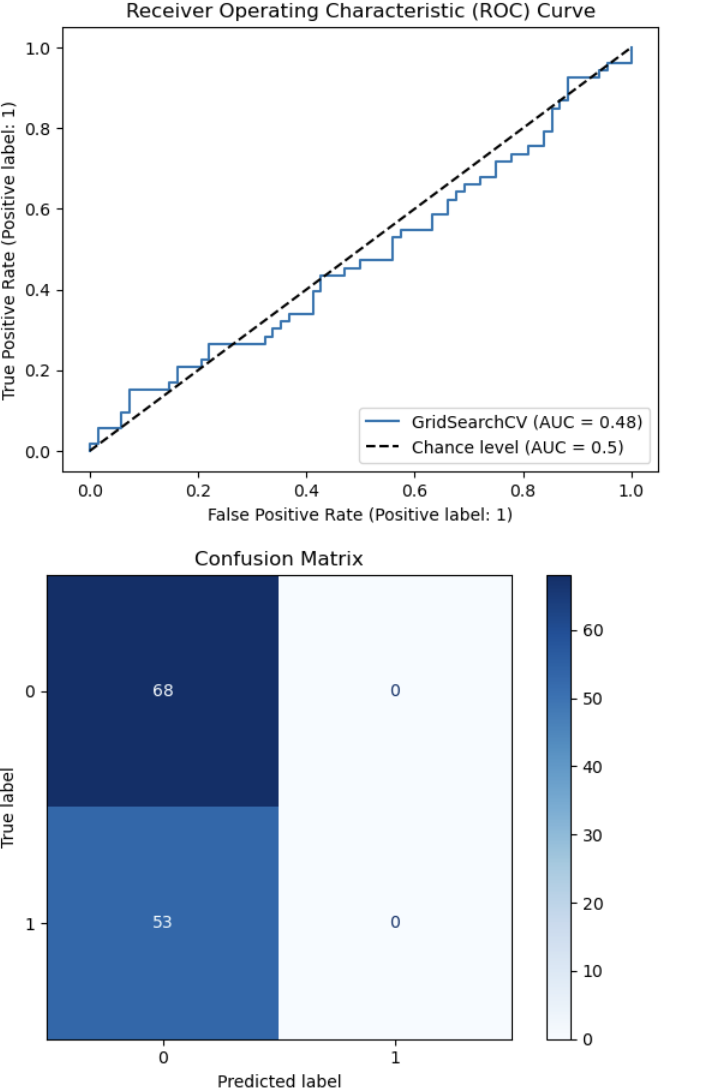 Receiver Operating Characteristic (ROC) Curve
True Positive Rate (Positive label: 1)
1.0
0.8
0.6
0.4
0.2
0.0
GridSearchCV (AUC = 0.48)
Chance level (AUC = 0.5)
0.0 0.2 0.4 0.6 0.8 1.0
False Positive Rate (Positive label: 1)
Confusion Matrix
True label
0
1
68 0
53 0
0 1
Predicted label
60
50
40
30
20
10
0